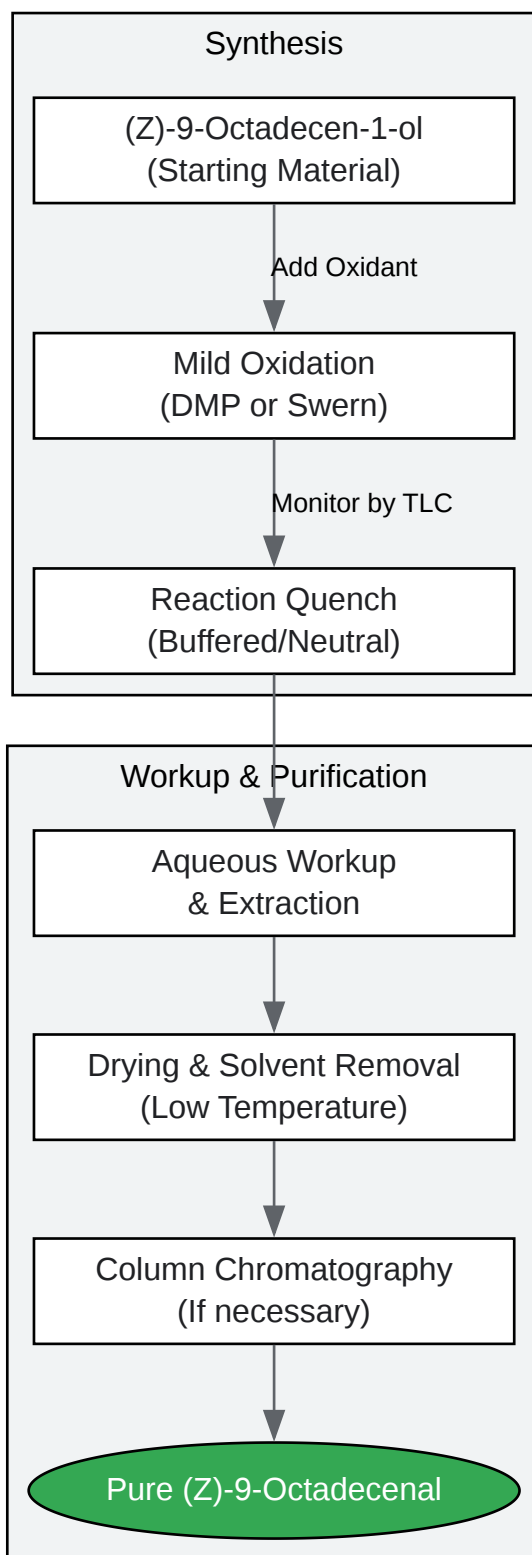 Synthesis
(Z)-9-Octadecen-1-ol
(Starting Material)
Add Oxidant
Mild Oxidation
(DMP or Swern)
Monitor by TLC
Reaction Quench
(Buffered/Neutral)
Workup & Purification
Aqueous Workup
& Extraction
Drying & Solvent Removal
(Low Temperature)
Column Chromatography
(If necessary)
Pure (Z)-9-Octadecenal